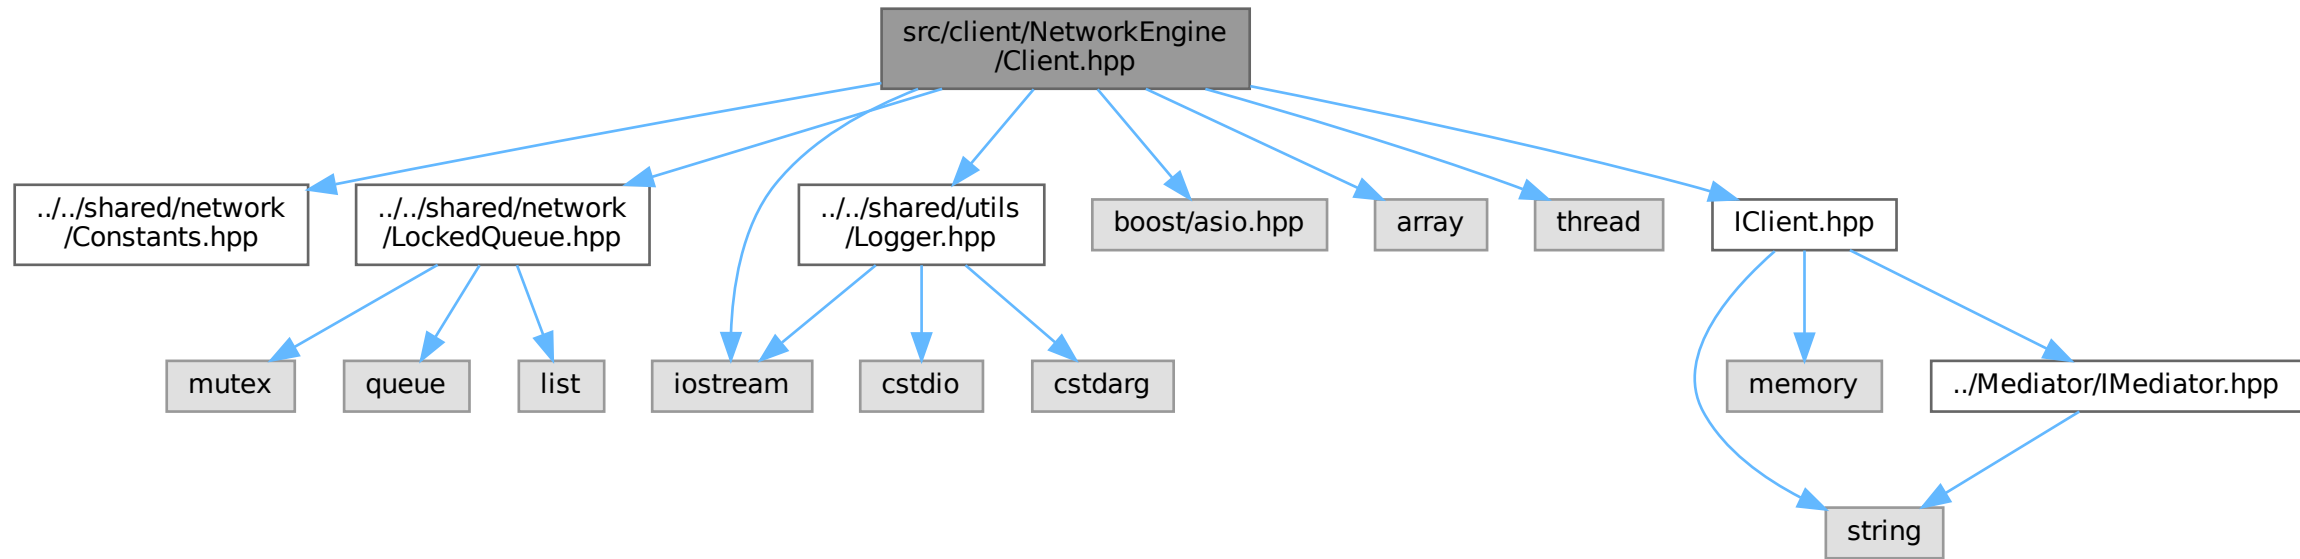 src/client/NetworkEngine
/Client.hpp
../../shared/network
/Constants.hpp
../../shared/network
/LockedQueue.hpp
../../shared/utils
/Logger.hpp
boost/asio.hpp
array
thread
IClient.hpp
mutex
queue
list
iostream
cstdio
cstdarg
memory
../Mediator/IMediator.hpp
string